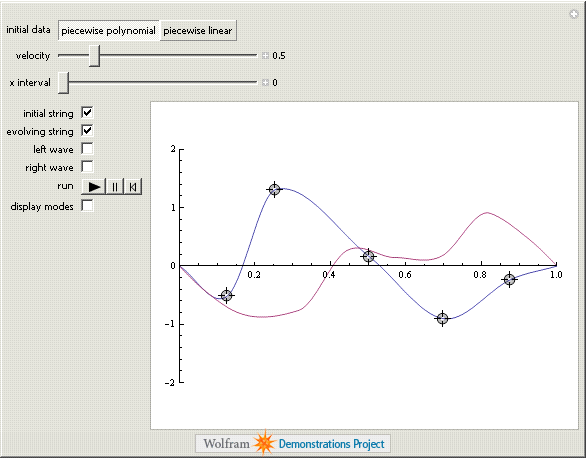 initial data piecewise polynomial piecewise linear
velocity 0.5
x interval 0
initial string
evolving string
left wave
right wave
run
display modes
2
1
0
0.2 0.4 0.6 0.8 1.0
-1
-2
Wolfram Demonstrations Project